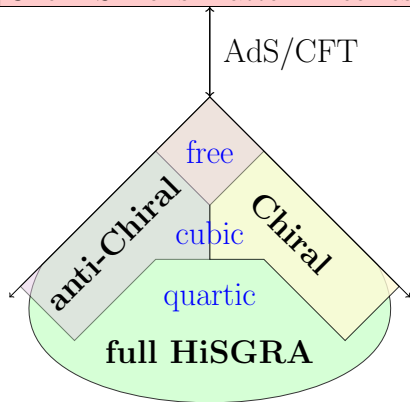 AdS/CFT
free
anti-Chiral
Chiral
cubic
quartic
full HiSGRA